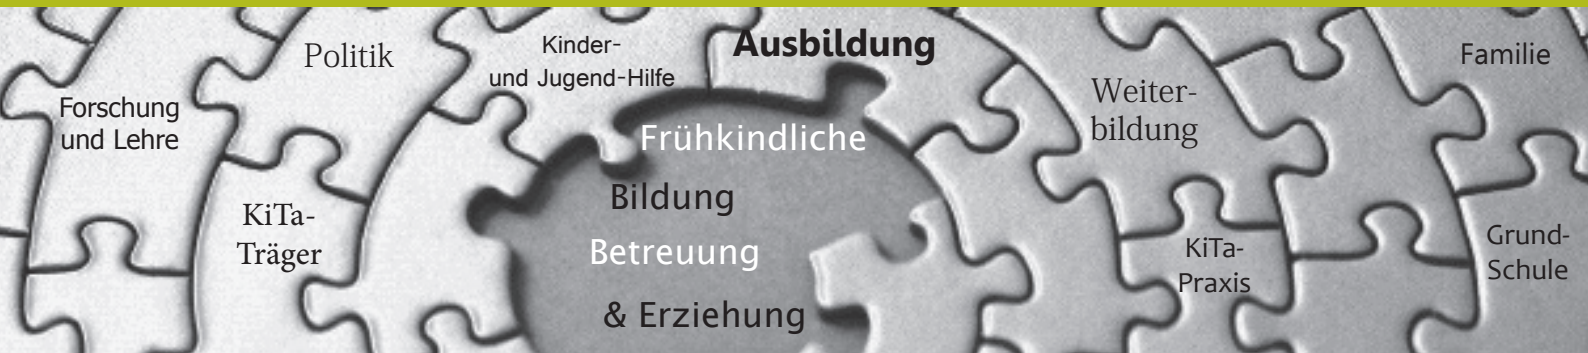 Forschung
und Lehre
Politik
KiTa-
Träger
Kinder-
und Jugend-Hilfe
Ausbildung
Frühkindliche
Bildung
Betreuung
& Erziehung
Weiter-
bildung
KiTa-
Praxis
Familie
Grund-
Schule